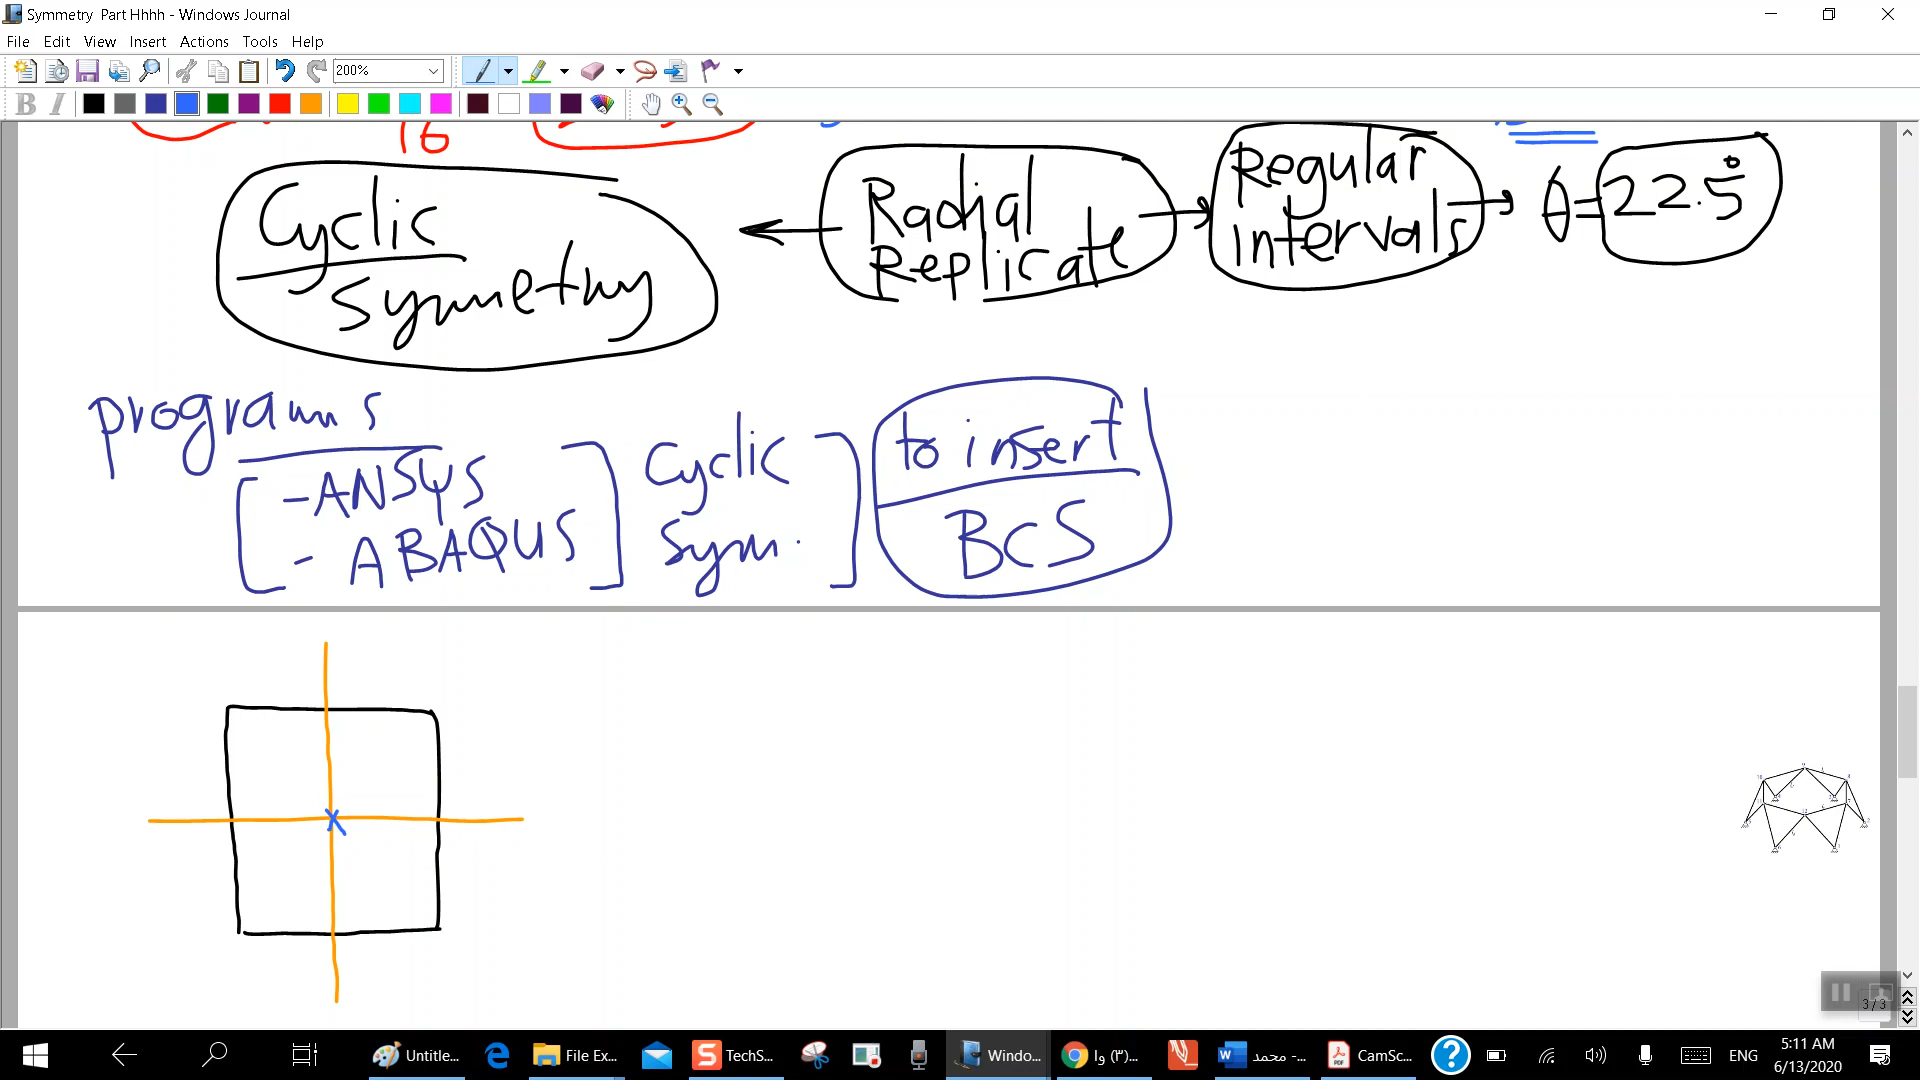 Symmetry Part Hhhh - Windows Journal
File Edit View Insert Actions Tools Help
200%
B I
16
Cyclic
Symmetry
Radial
Replicate
Regular
intervals
θ=22.5°
programs
-ANSYS
- ABAQUS
Cyclic
Sym.
to insert
BCS
x
3 / 3
Untitle...
File Ex...
TechS...
Windo...
وا (٣)...
محمد -...
CamSc...
ENG
5:11 AM
6/13/2020